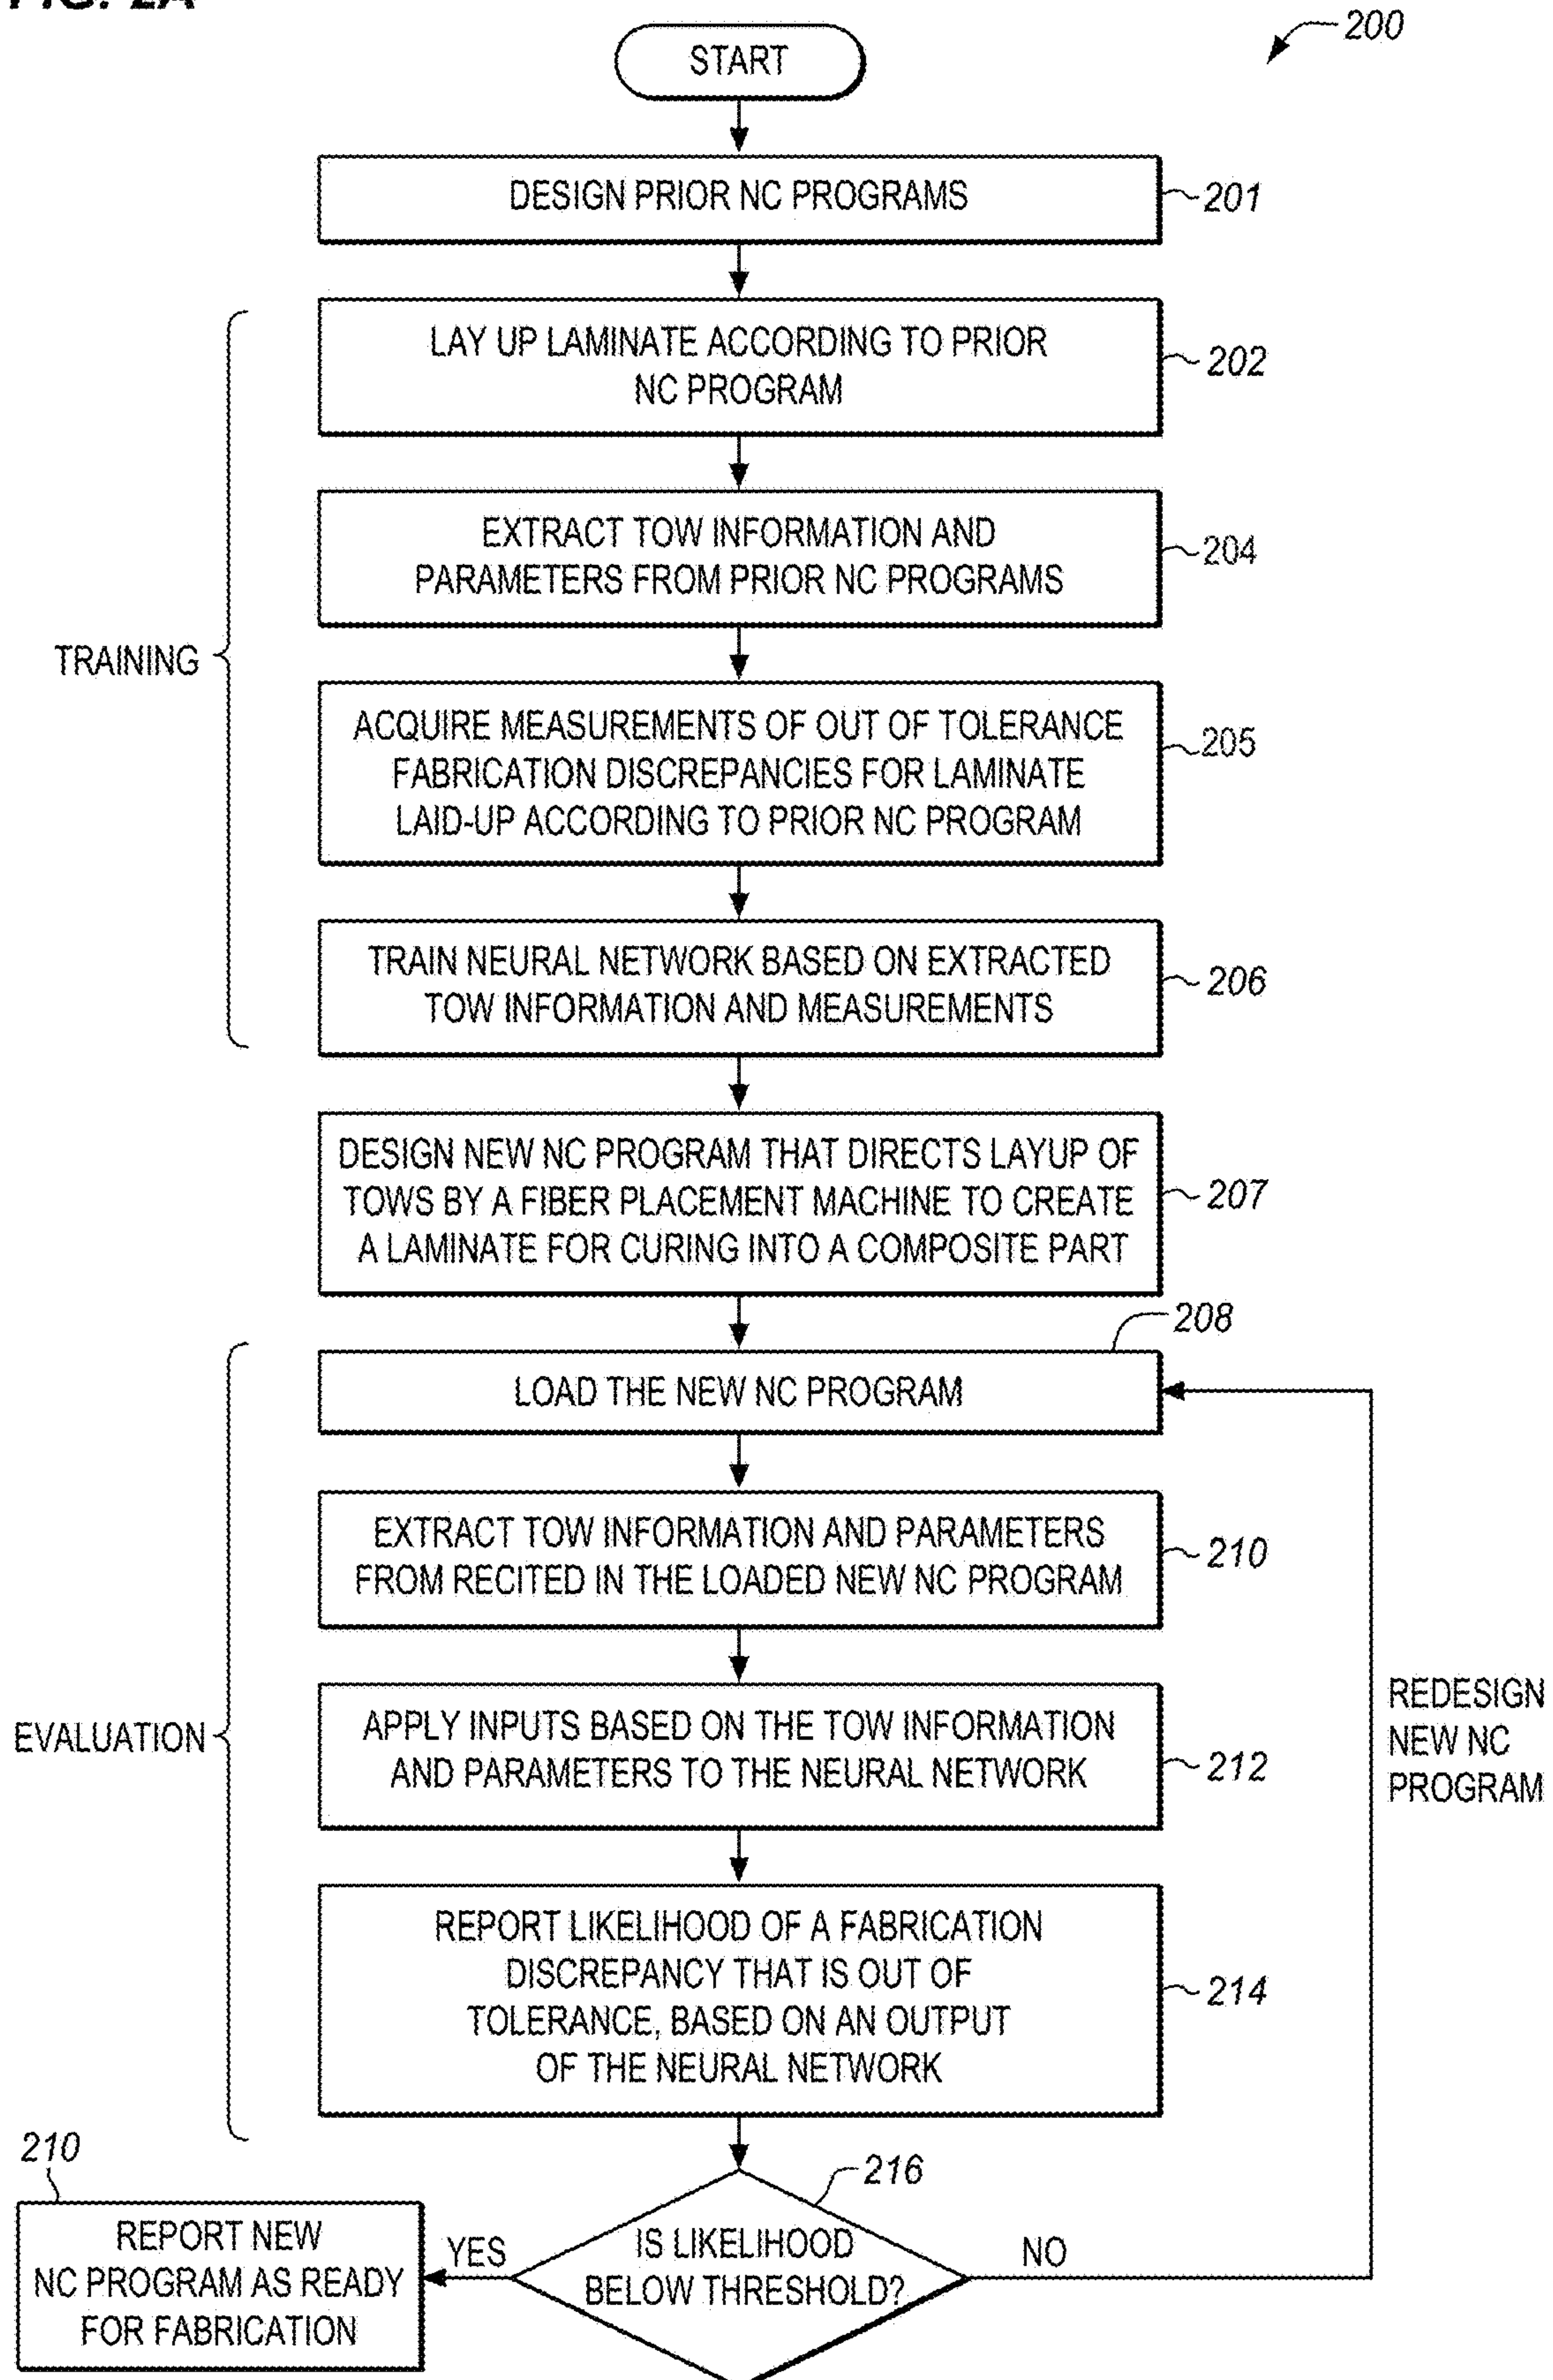 FIG. 2A
200
START
DESIGN PRIOR NC PROGRAMS
201
LAY UP LAMINATE ACCORDING TO PRIOR
NC PROGRAM
202
EXTRACT TOW INFORMATION AND
PARAMETERS FROM PRIOR NC PROGRAMS
204
TRAINING
ACQUIRE MEASUREMENTS OF OUT OF TOLERANCE
FABRICATION DISCREPANCIES FOR LAMINATE
LAID-UP ACCORDING TO PRIOR NC PROGRAM
205
TRAIN NEURAL NETWORK BASED ON EXTRACTED
TOW INFORMATION AND MEASUREMENTS
206
DESIGN NEW NC PROGRAM THAT DIRECTS LAYUP OF
TOWS BY A FIBER PLACEMENT MACHINE TO CREATE
A LAMINATE FOR CURING INTO A COMPOSITE PART
207
208
LOAD THE NEW NC PROGRAM
EXTRACT TOW INFORMATION AND PARAMETERS
FROM RECITED IN THE LOADED NEW NC PROGRAM
210
EVALUATION
APPLY INPUTS BASED ON THE TOW INFORMATION
AND PARAMETERS TO THE NEURAL NETWORK
212
REDESIGN
NEW NC
PROGRAM
REPORT LIKELIHOOD OF A FABRICATION
DISCREPANCY THAT IS OUT OF
TOLERANCE, BASED ON AN OUTPUT
OF THE NEURAL NETWORK
214
210
REPORT NEW
NC PROGRAM AS READY
FOR FABRICATION
YES
216
IS LIKELIHOOD
BELOW THRESHOLD?
NO